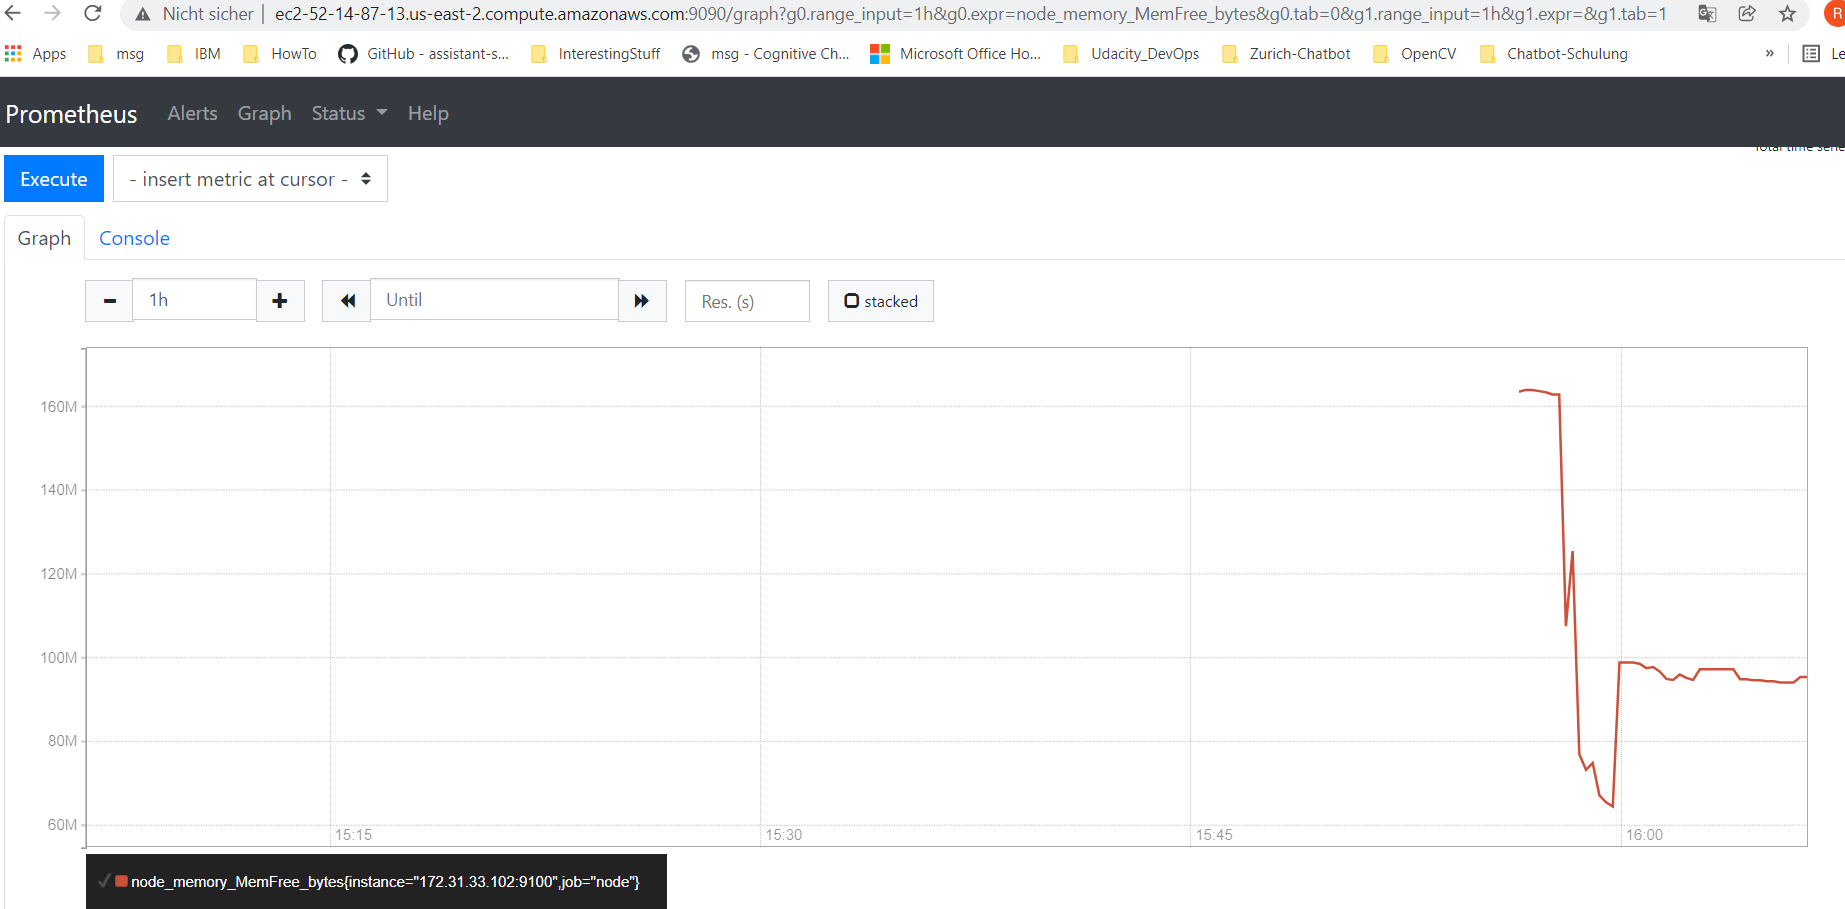 Nicht sicher | ec2-52-14-87-13.us-east-2.compute.amazonaws.com:9090/graph?g0.range_input=1h&g0.expr=node_memory_MemFree_bytes&g0.tab=0&g1.range_input=1h&g1.expr=&g1.tab=1 R
Apps msg IBM HowTo GitHub - assistant-s... InterestingStuff msg - Cognitive Ch... Microsoft Office Ho... Udacity_DevOps Zurich-Chatbot OpenCV Chatbot-Schulung » Le
Prometheus Alerts Graph Status Help
Total time serie
Execute - insert metric at cursor -
Graph Console
1h Until Res. (s) stacked
160M
140M
120M
100M
80M
60M
15:15 15:30 15:45 16:00
node_memory_MemFree_bytes{instance="172.31.33.102:9100",job="node"}